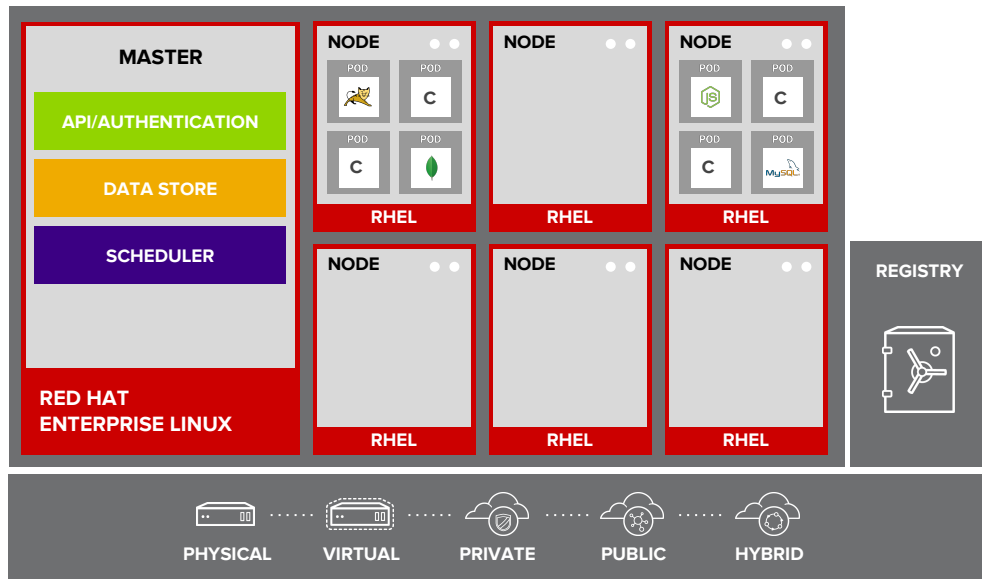 MASTER
API/AUTHENTICATION
DATA STORE
SCHEDULER
RED HAT
ENTERPRISE LINUX
NODE
POD
POD
C
POD
POD
C
RHEL
NODE
RHEL
NODE
POD
JS
POD
C
POD
C
POD
MySQL
RHEL
NODE
RHEL
NODE
RHEL
NODE
RHEL
REGISTRY
PHYSICAL
VIRTUAL
PRIVATE
PUBLIC
HYBRID